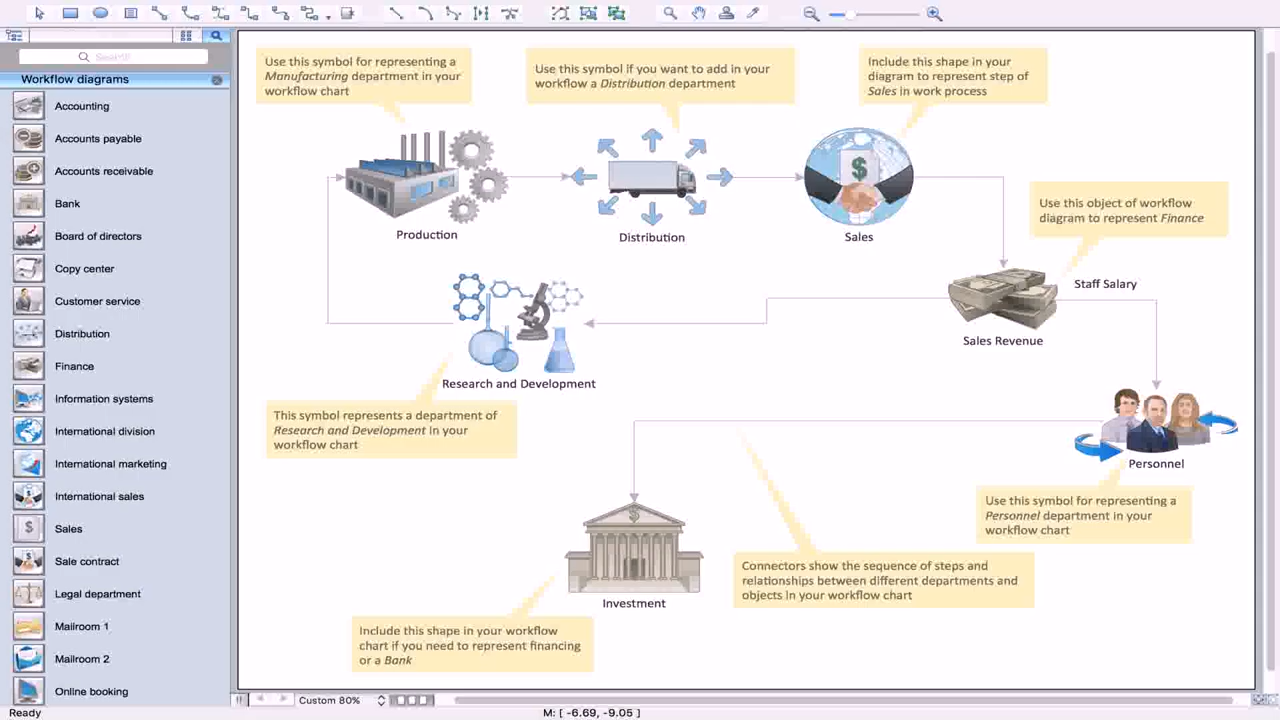 Search
Workflow diagrams
Accounting
Accounts payable
Accounts receivable
Bank
Board of directors
Copy center
Customer service
Distribution
Finance
Information systems
International division
International marketing
International sales
Sales
Sale contract
Legal department
Mailroom 1
Mailroom 2
Online booking
Ready
Use this symbol for representing a
Manufacturing department in your
workflow chart
Use this symbol if you want to add in your
workflow a Distribution department
Include this shape in your
diagram to represent step of
Sales in work process
Production
Distribution
$
Sales
Use this object of workflow
diagram to represent Finance
Staff Salary
Sales Revenue
Research and Development
This symbol represents a department of
Research and Development in your
workflow chart
Personnel
Use this symbol for representing a
Personnel department in your
workflow chart
$
Investment
Connectors show the sequence of steps and
relationships between different departments and
objects in your workflow chart
Include this shape in your workflow
chart if you need to represent financing
or a Bank
Custom 80%
M: [ -6.69, -9.05 ]